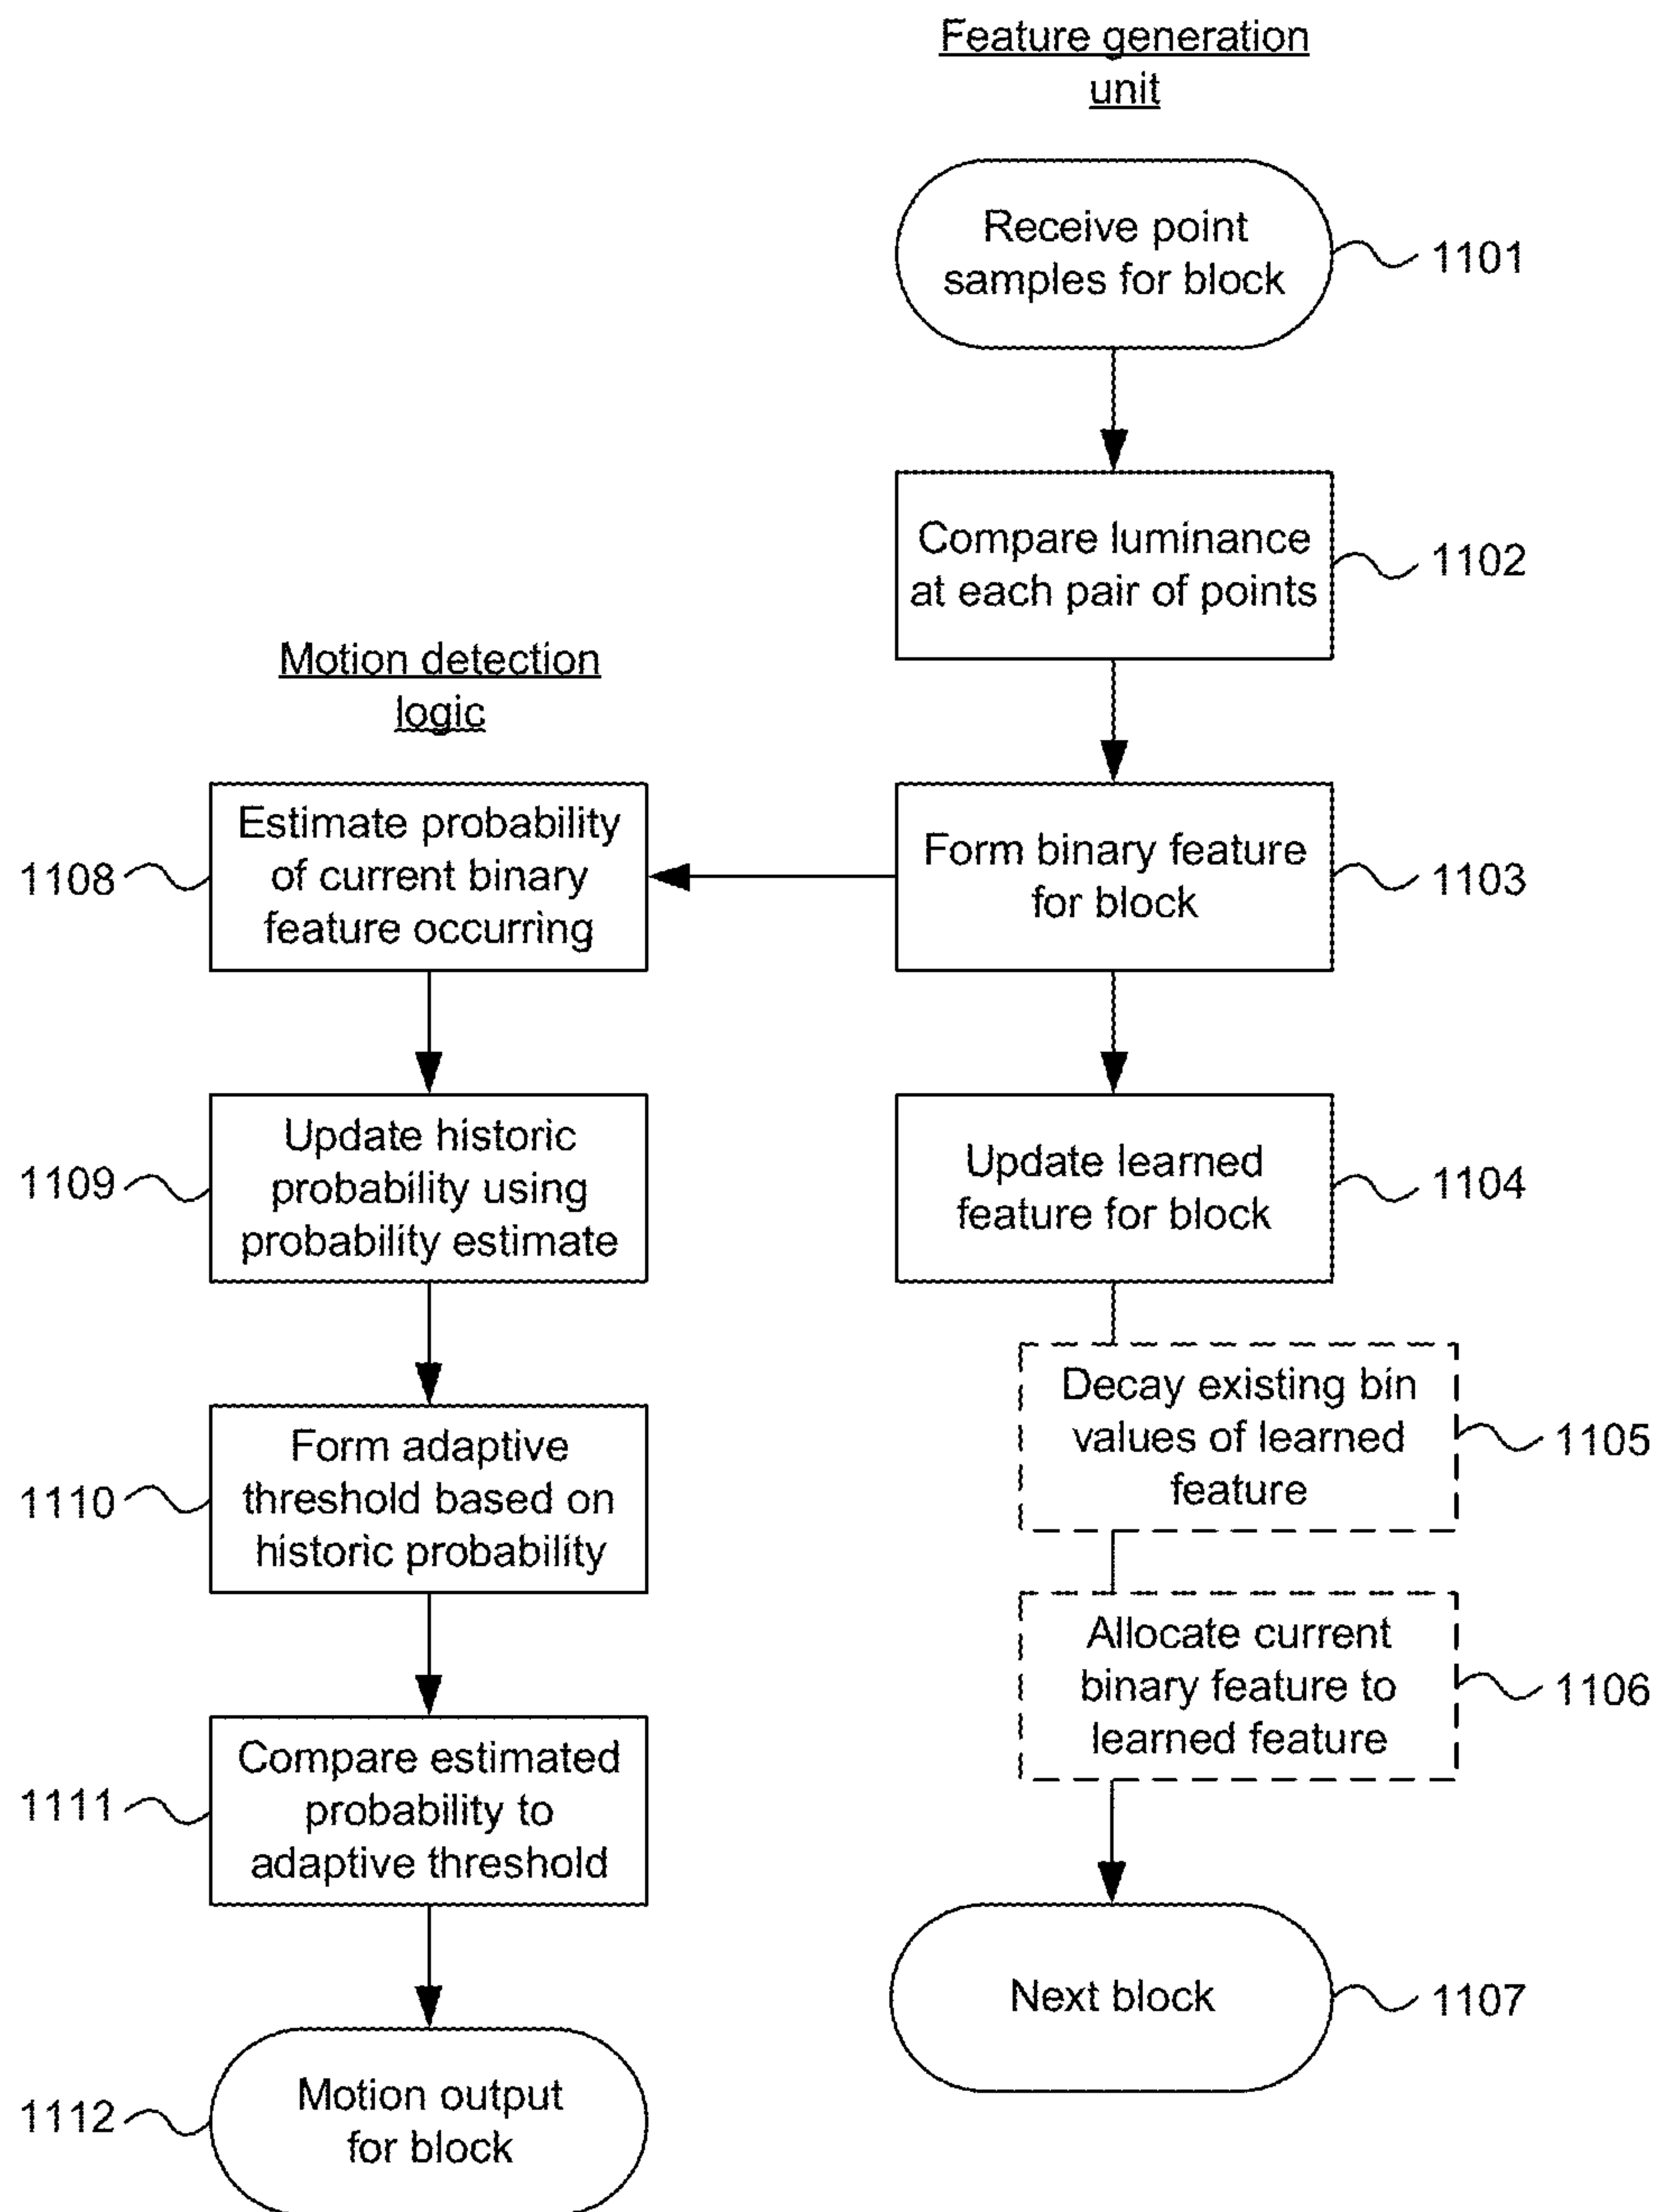 Feature generation
unit
Receive point
samples for block
1101
Compare luminance
at each pair of points
1102
Form binary feature
for block
1103
Update learned
feature for block
1104
Decay existing bin
values of learned
feature
1105
Allocate current
binary feature to
learned feature
1106
Next block
1107
Motion detection
logic
1108
Estimate probability
of current binary
feature occurring
1109
Update historic
probability using
probability estimate
1110
Form adaptive
threshold based on
historic probability
1111
Compare estimated
probability to
adaptive threshold
1112
Motion output
for block